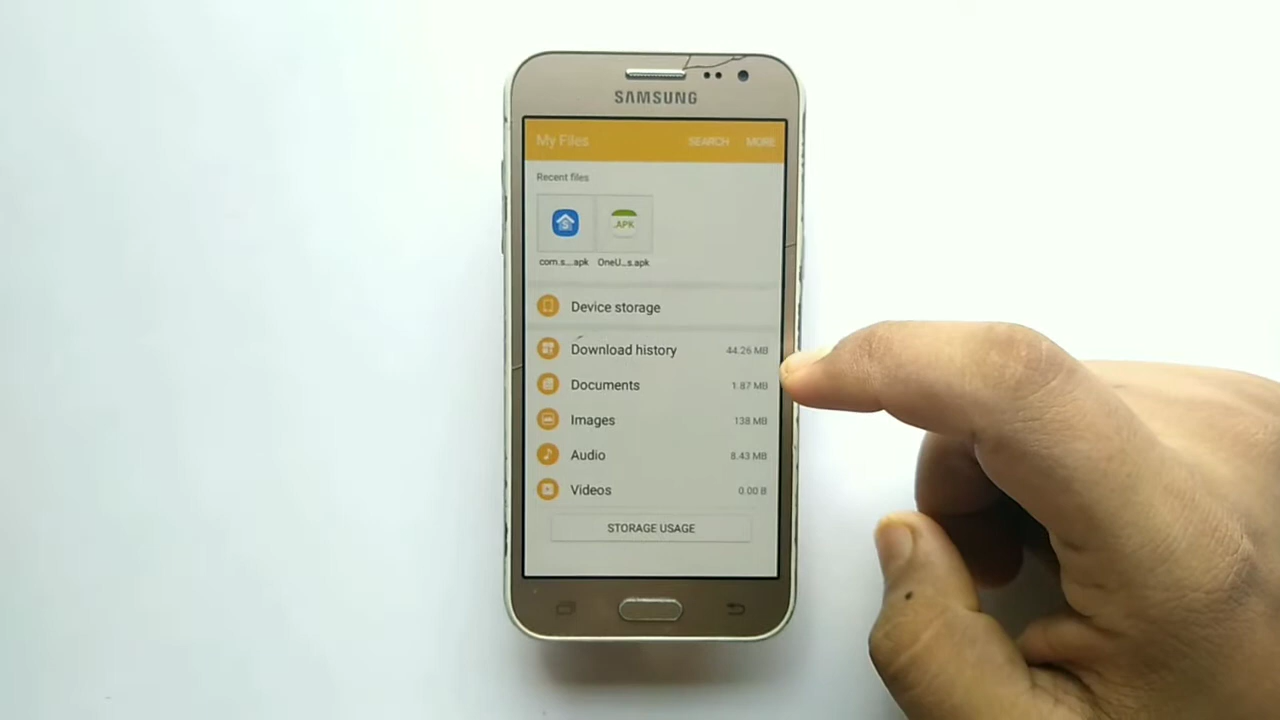 SAMSUNG
My Files SEARCH MORE
Recent files
.APK
com.s....apk OneU...s.apk
Device storage
Download history 44.26 MB
Documents 1.87 MB
Images 138 MB
Audio 8.43 MB
Videos 0.00 B
STORAGE USAGE